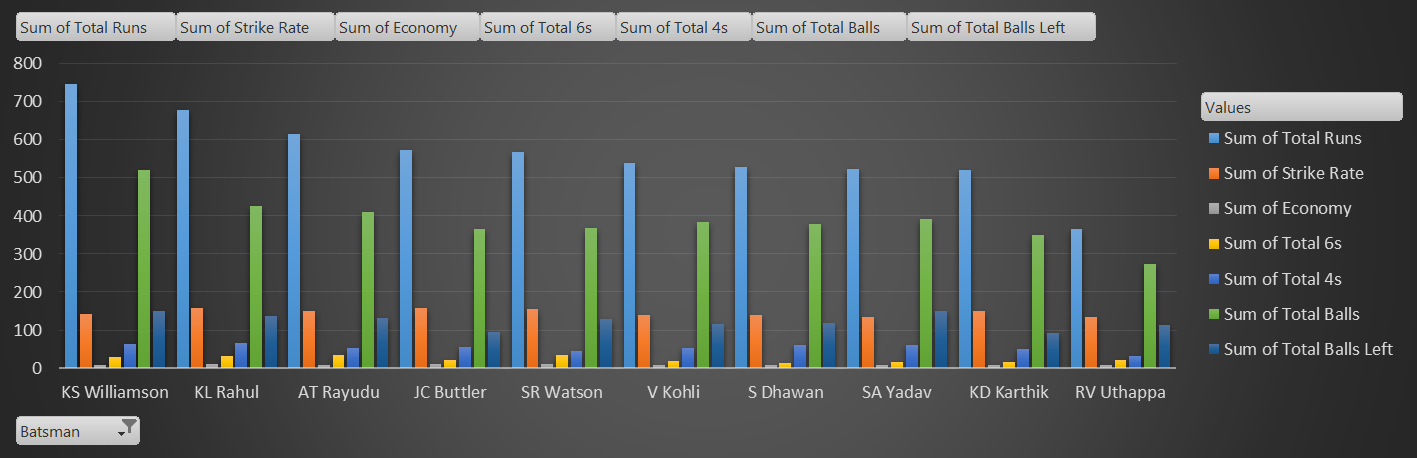 Sum of Total Runs Sum of Strike Rate Sum of Economy Sum of Total 6s Sum of Total 4s Sum of Total Balls Sum of Total Balls Left
800
700
600
500
400
300
200
100
0
KS Williamson KL Rahul AT Rayudu JC Buttler SR Watson V Kohli S Dhawan SA Yadav KD Karthik RV Uthappa
Values
Sum of Total Runs
Sum of Strike Rate
Sum of Economy
Sum of Total 6s
Sum of Total 4s
Sum of Total Balls
Sum of Total Balls Left
Batsman